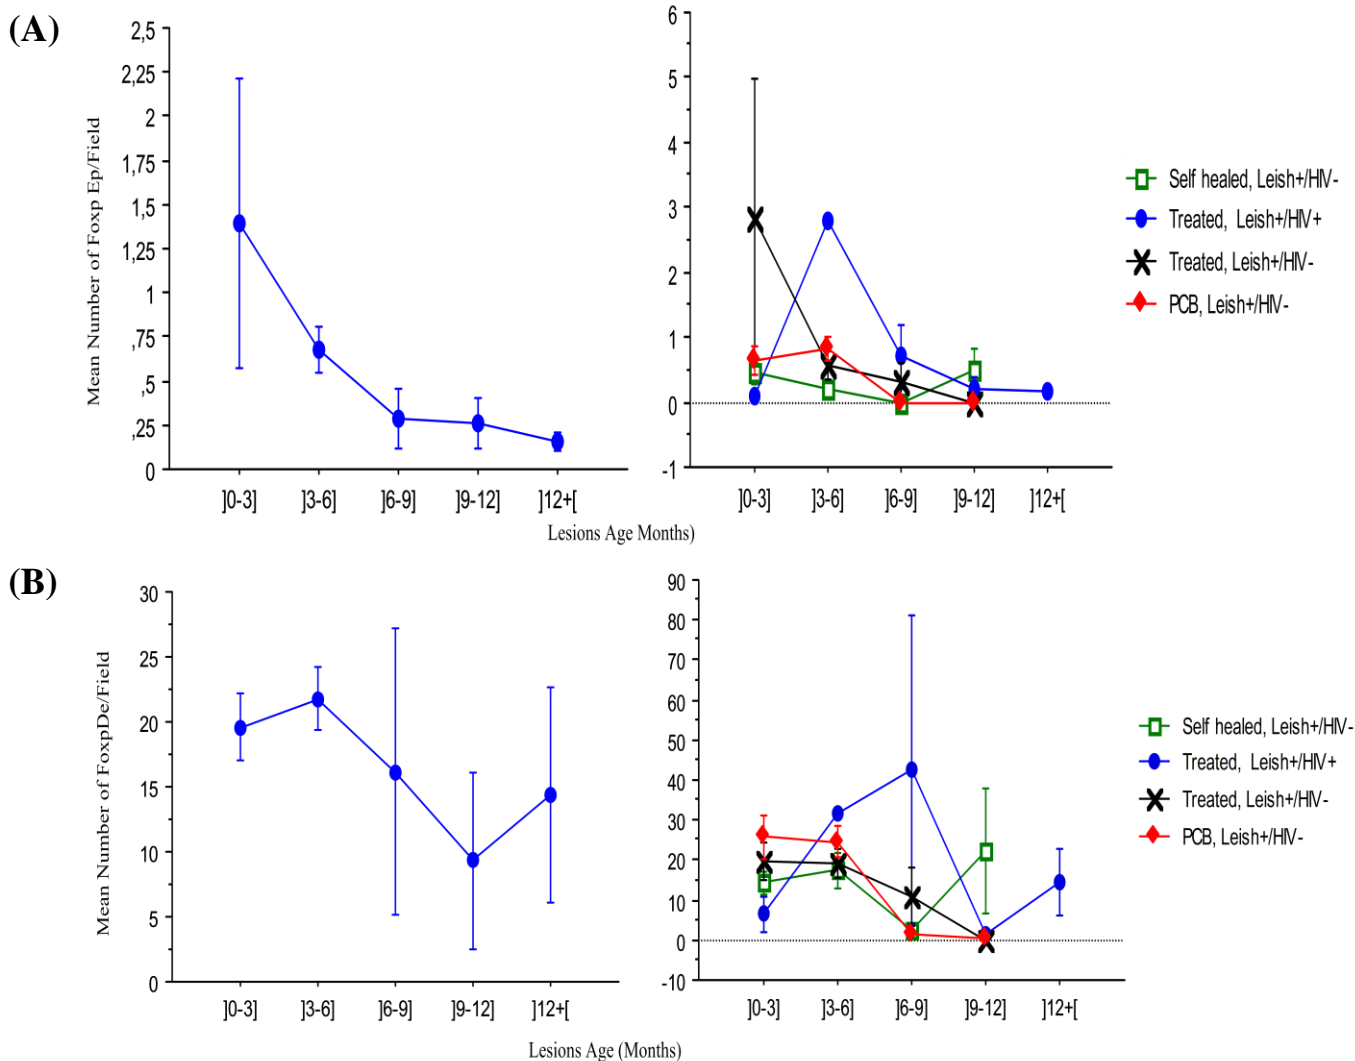 (A)
Mean Number of Foxp Ep/Field
2,5
2,25
2
1,75
1,5
1,25
1
,75
,5
,25
0
]0-3] ]3-6] ]6-9] ]9-12] ]12+[
6
5
4
3
2
1
0
-1
]0-3] ]3-6] ]6-9] ]9-12] ]12+[
Self healed, Leish+/HIV-
Treated, Leish+/HIV+
Treated, Leish+/HIV-
PCB, Leish+/HIV-
Lesions Age Months)
(B)
Mean Number of FoxpDe/Field
30
25
20
15
10
5
0
]0-3] ]3-6] ]6-9] ]9-12] ]12+[
90
80
70
60
50
40
30
20
10
0
-10
]0-3] ]3-6] ]6-9] ]9-12] ]12+[
Self healed, Leish+/HIV-
Treated, Leish+/HIV+
Treated, Leish+/HIV-
PCB, Leish+/HIV-
Lesions Age (Months)